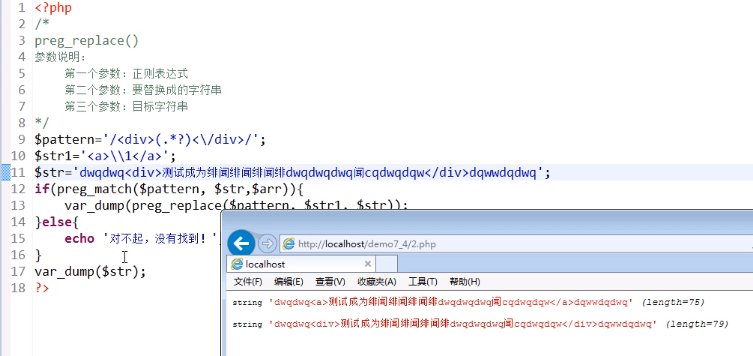 1 <?php
2 /*
3 preg_replace()
4 参数说明:
5 第一个参数: 正则表达式
6 第二个参数: 要替换成的字符串
7 第三个参数: 目标字符串
8 */
9 $pattern='/<div>(.*?)<\/div>/';
10 $str1='<a>\\1</a>';
11 $str='dwqdwq<div>测试成为绯闻绯闻绯闻绯dwqdwqdwq闻cqdwqdqw</div>dqwwdqdwq';
12 if(preg_match($pattern, $str,$arr)){
13 var_dump(preg_replace($pattern, $str1, $str));
14 }else{
15 echo '对不起，没有找到！'
16 }
17 var_dump($str);
18 ?>
http://localhost/demo7_4/2.php
localhost ×
文件(F) 编辑(E) 查看(V) 收藏夹(A) 工具(T) 帮助(H)
string 'dwqdwq<a>测试成为绯闻绯闻绯闻绯dwqdwqdwq闻cqdwqdqw</a>dqwwdqdwq' (length=75)
string 'dwqdwq<div>测试成为绯闻绯闻绯闻绯dwqdwqdwq闻cqdwqdqw</div>dqwwdqdwq' (length=79)